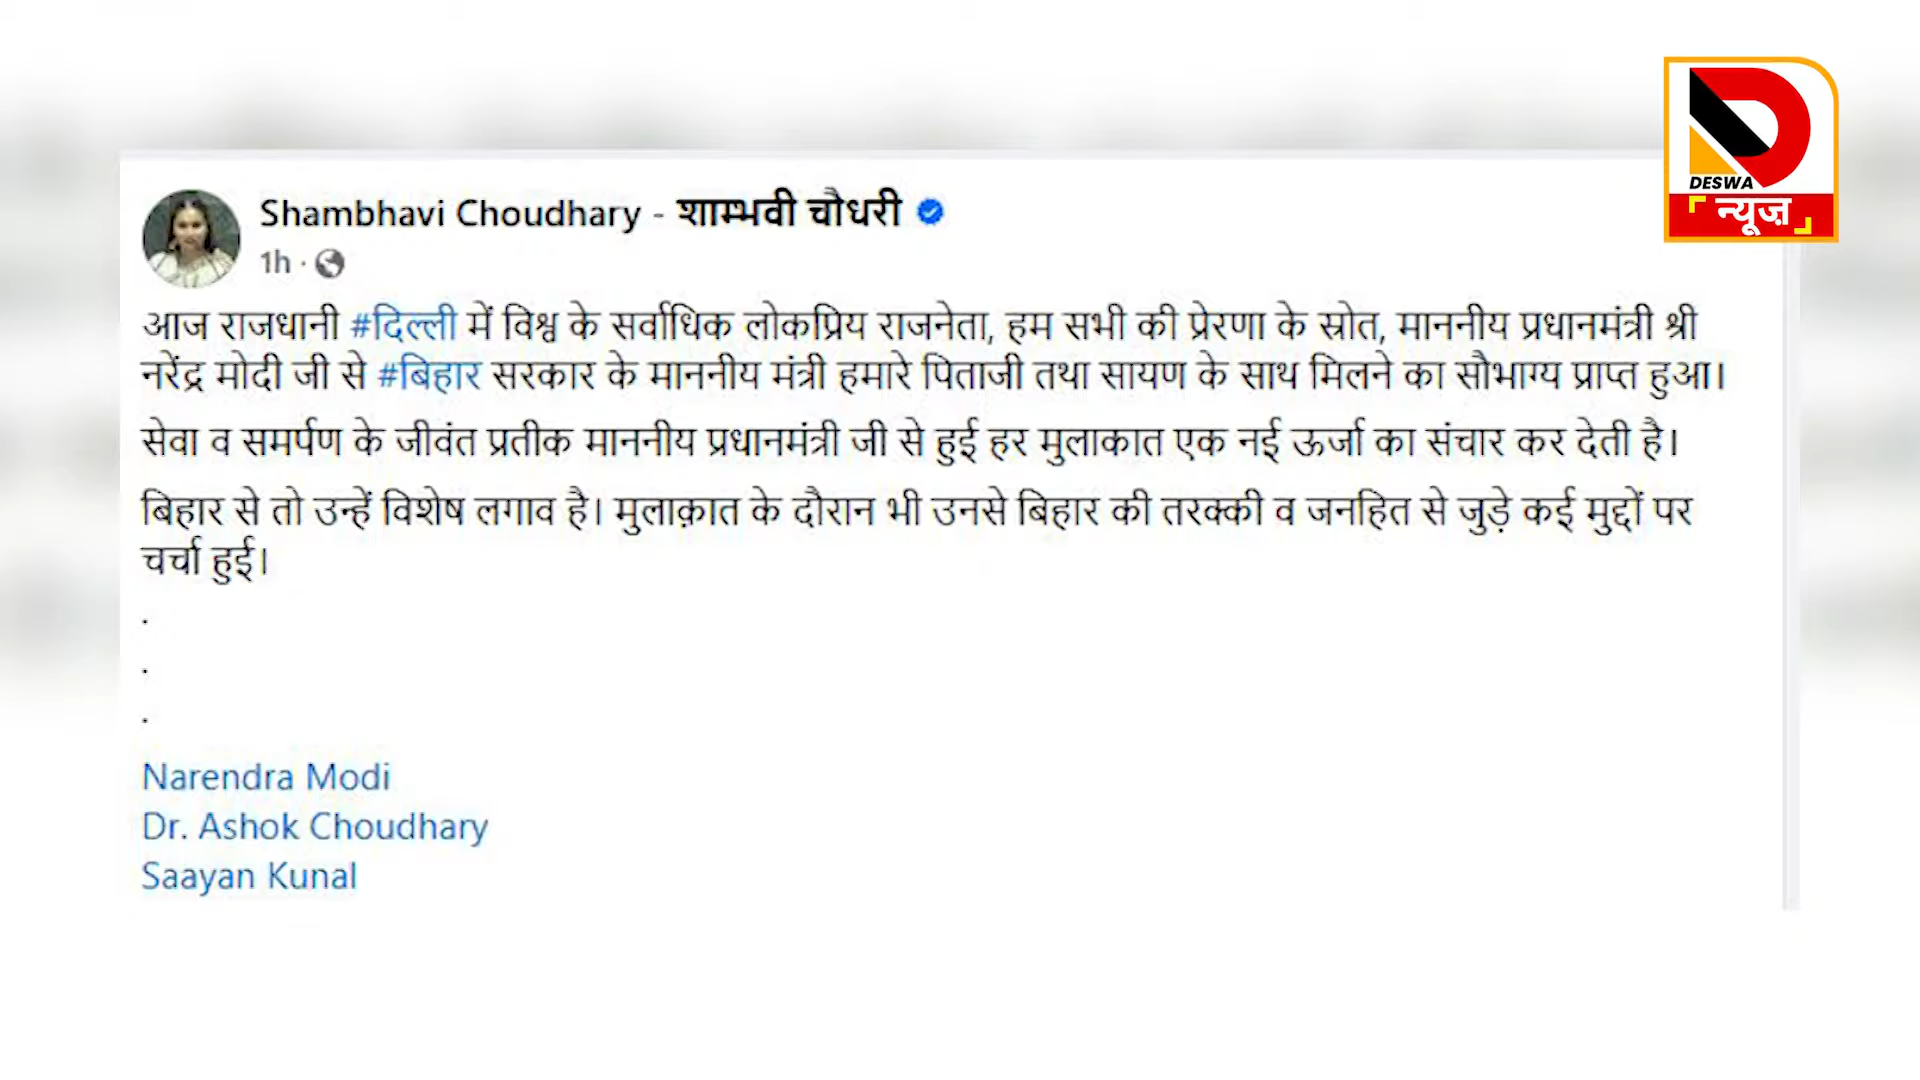 DESWA
न्यूज़
Shambhavi Choudhary - शाम्भवी चौधरी
1h ·
आज राजधानी #दिल्ली में विश्व के सर्वाधिक लोकप्रिय राजनेता, हम सभी की प्रेरणा के स्रोत, माननीय प्रधानमंत्री श्री
नरेंद्र मोदी जी से #बिहार सरकार के माननीय मंत्री हमारे पिताजी तथा सायण के साथ मिलने का सौभाग्य प्राप्त हुआ।
सेवा व समर्पण के जीवंत प्रतीक माननीय प्रधानमंत्री जी से हुई हर मुलाकात एक नई ऊर्जा का संचार कर देती है।
बिहार से तो उन्हें विशेष लगाव है। मुलाक़ात के दौरान भी उनसे बिहार की तरक्की व जनहित से जुड़े कई मुद्दों पर
चर्चा हुई।
.
.
.
Narendra Modi
Dr. Ashok Choudhary
Saayan Kunal